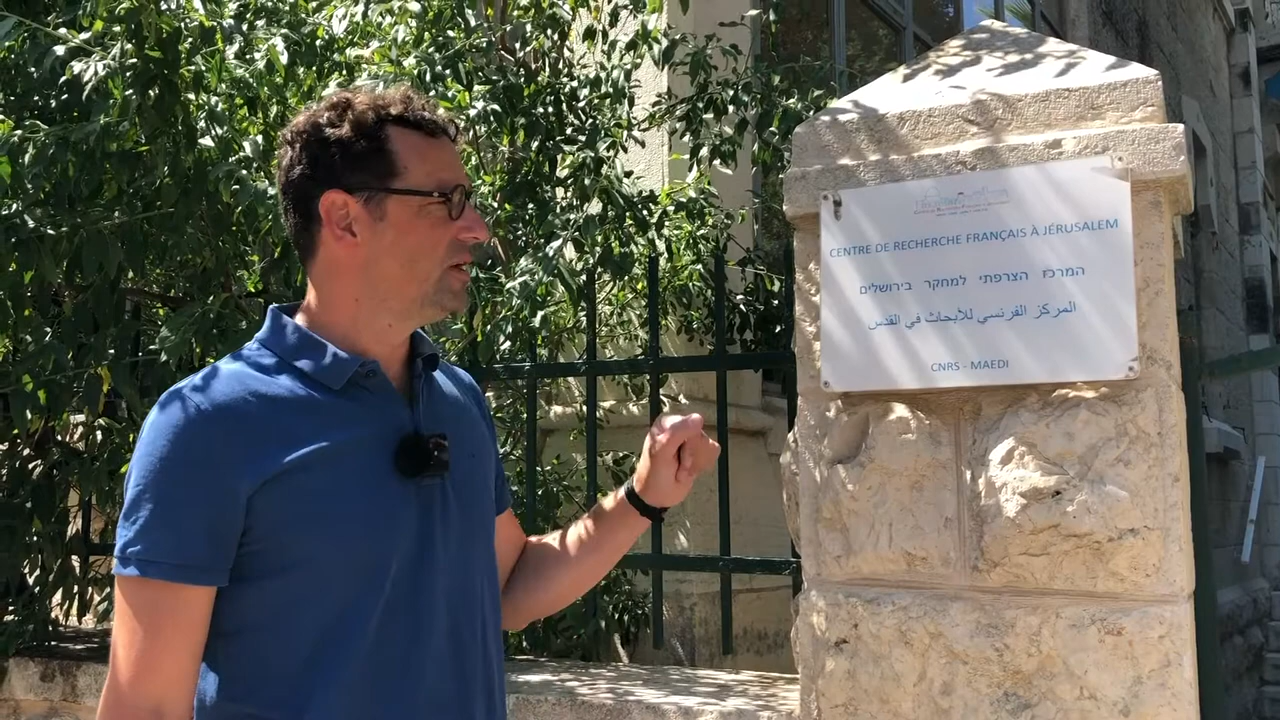 CENTRE DE RECHERCHE FRANÇAIS À JÉRUSALEM
המרכז הצרפתי למחקר בירושלים
المركز الفرنسي للأبحاث في القدس
CNRS - MAEDI